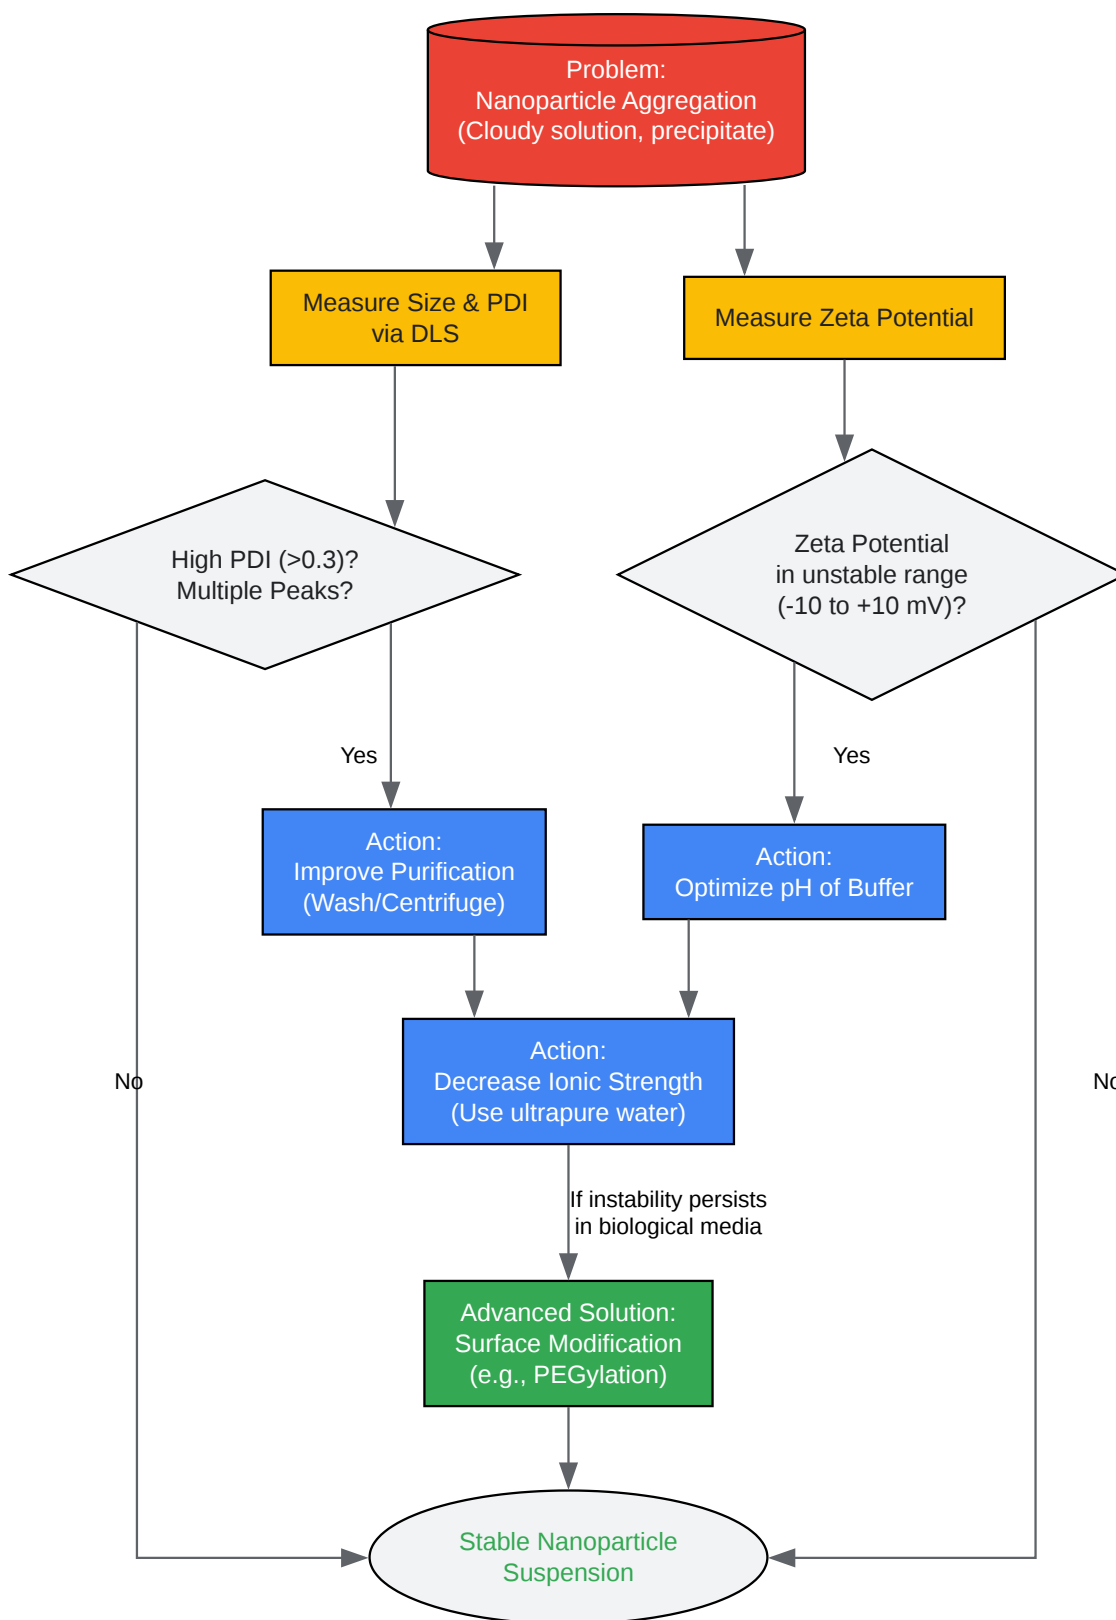 Problem:
Nanoparticle Aggregation
(Cloudy solution, precipitate)
Measure Size & PDI
via DLS
Measure Zeta Potential
High PDI (>0.3)?
Multiple Peaks?
Zeta Potential
in unstable range
(-10 to +10 mV)?
Yes
Yes
Action:
Improve Purification
(Wash/Centrifuge)
Action:
Optimize pH of Buffer
Action:
Decrease Ionic Strength
(Use ultrapure water)
No
No
If instability persists
in biological media
Advanced Solution:
Surface Modification
(e.g., PEGylation)
Stable Nanoparticle
Suspension